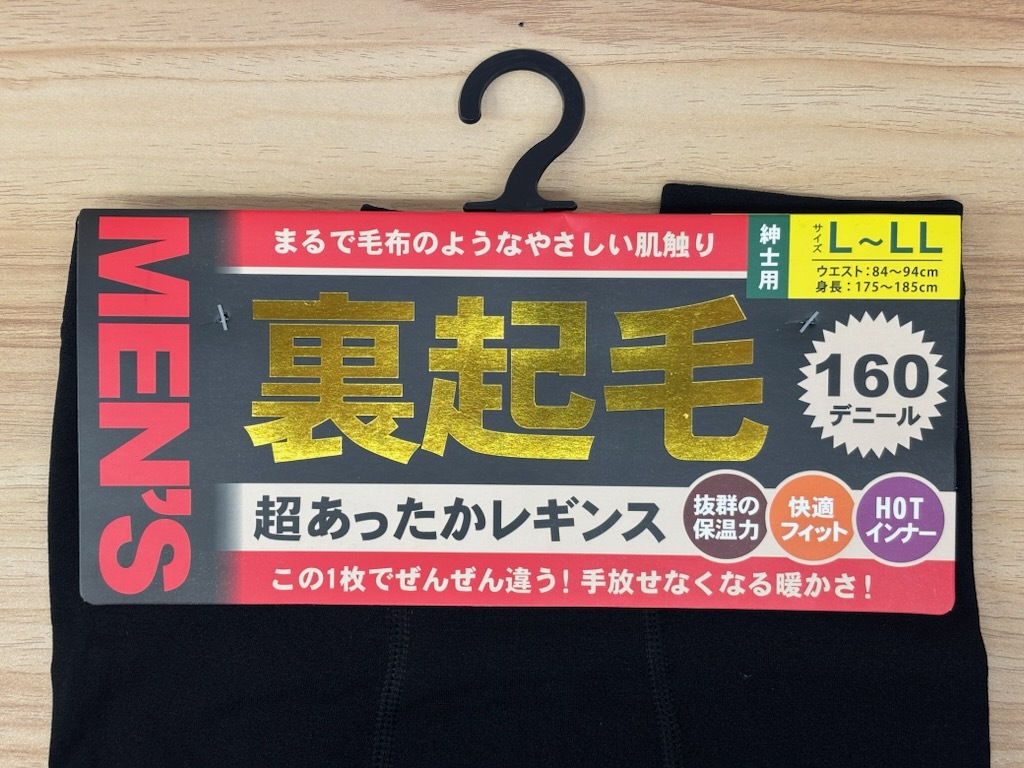 MEN'S
まるで毛布のようなやさしい肌触り
紳士用
サイズ L～LL
ウエスト：84～94cm
身長：175～185cm
裏起毛
160
デニール
超あったかレギンス
抜群の
保温力
快適
フィット
HOT
インナー
この1枚でぜんぜん違う！手放せなくなる暖かさ！